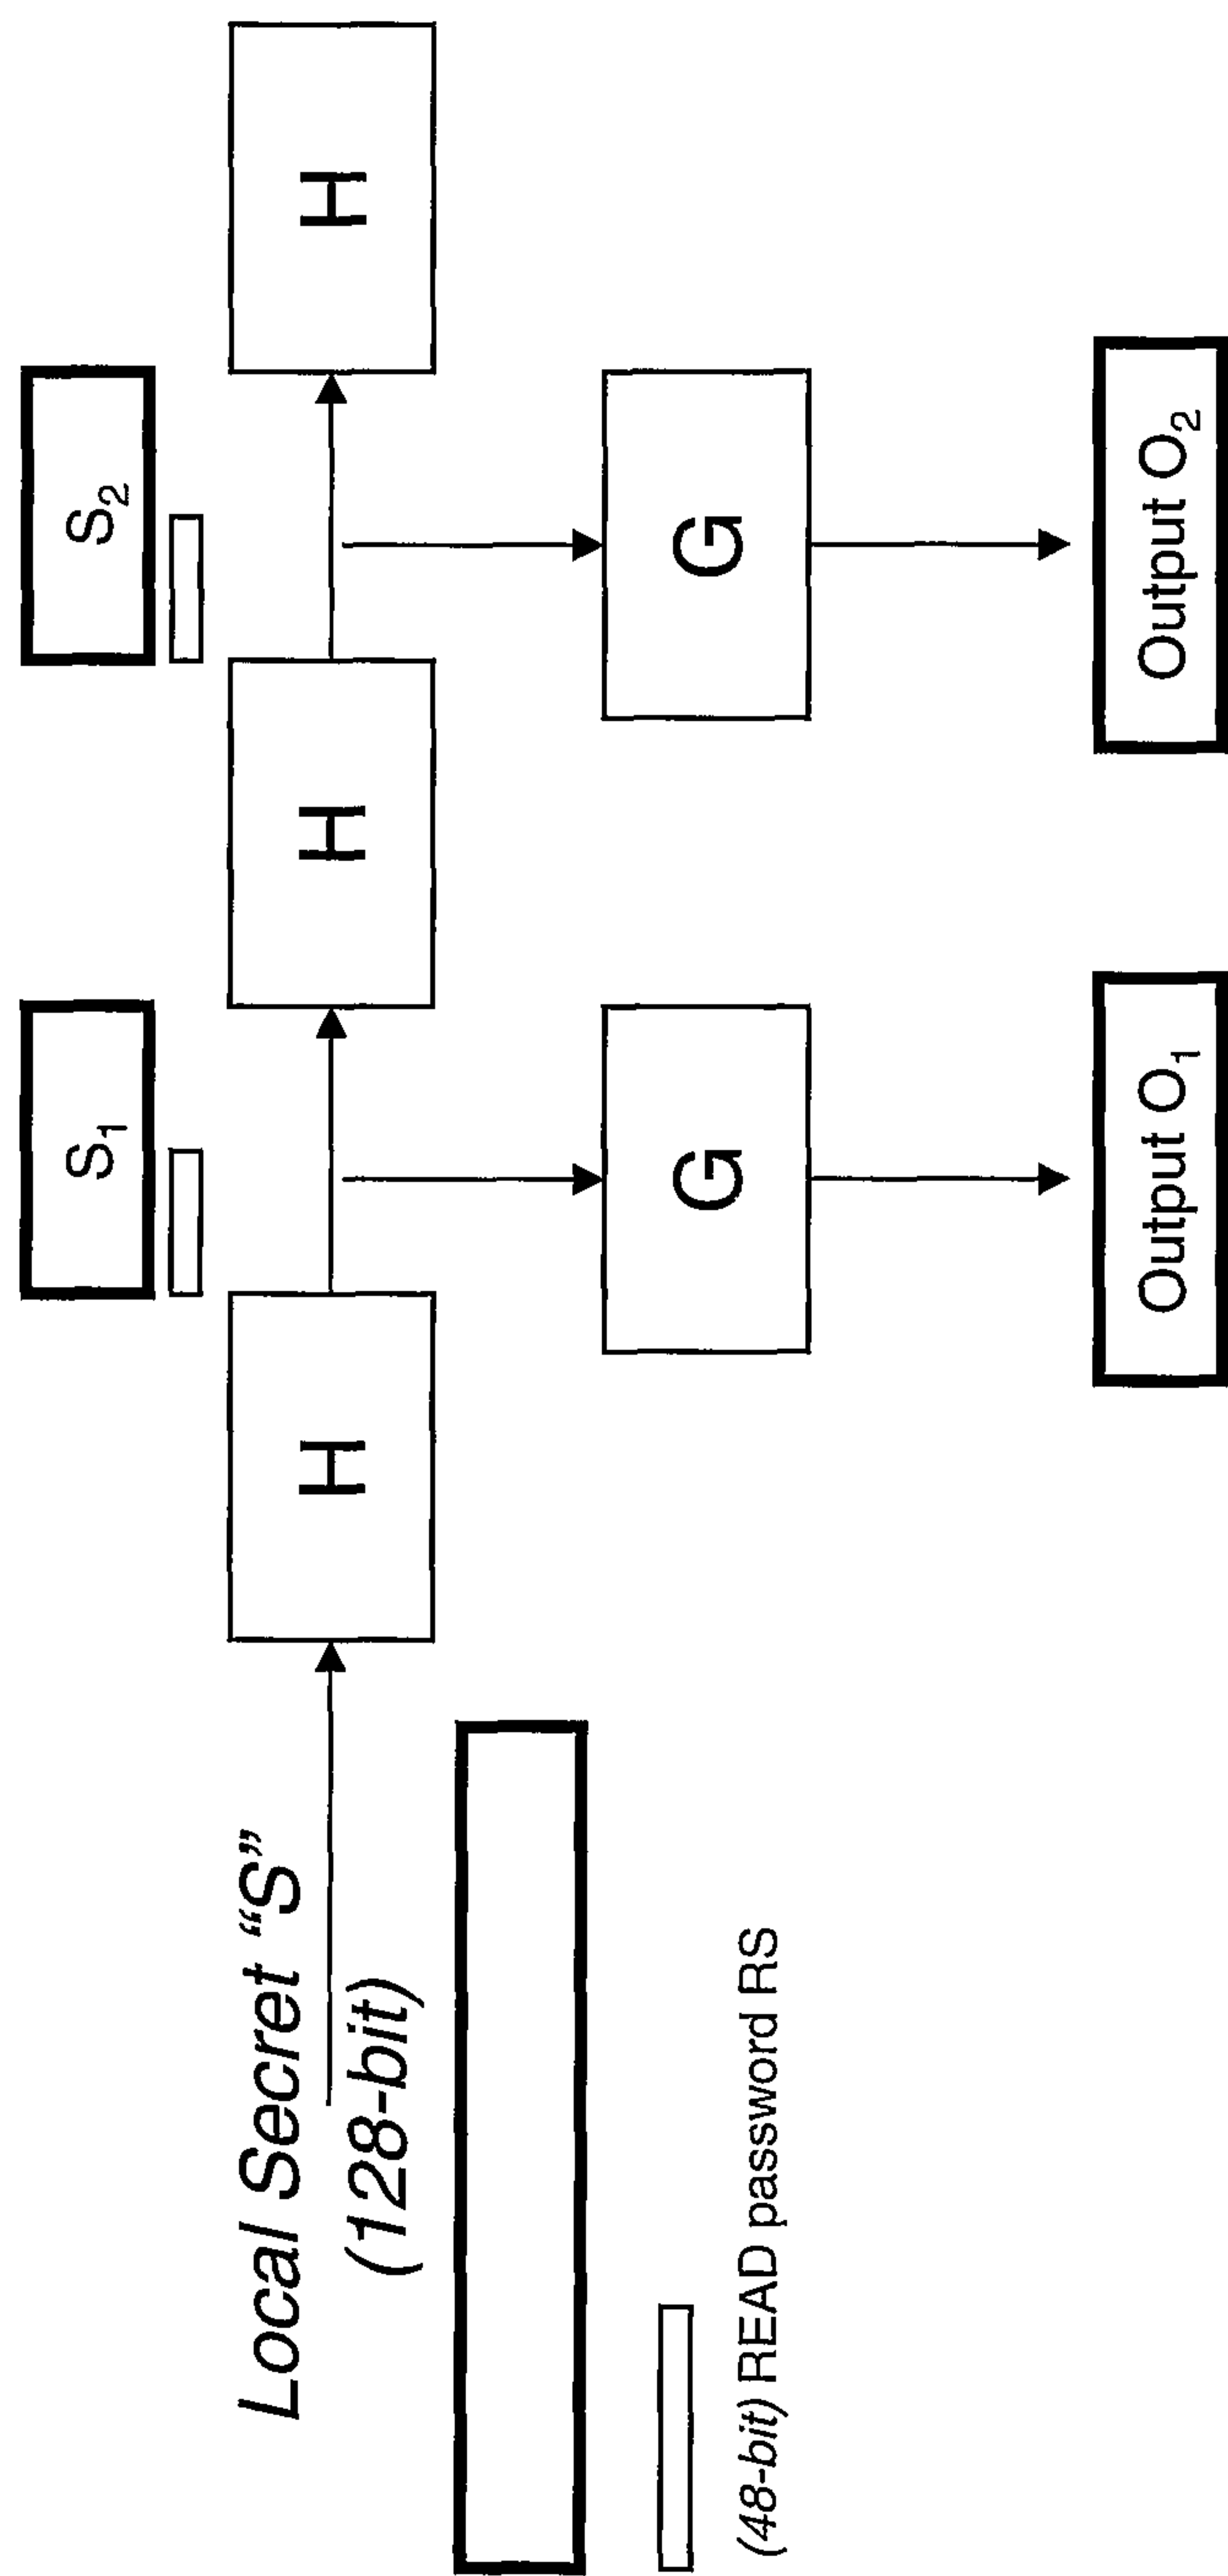 S₁
S₂
Local Secret “S”
(128-bit)
H
H
H
(48-bit) READ password RS
G
G
Output O₁
Output O₂